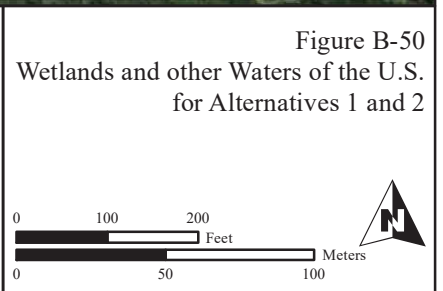 Figure B-50
Wetlands and other Waters of the U.S.
for Alternatives 1 and 2
0 100 200
Feet
N
Meters
0 50 100